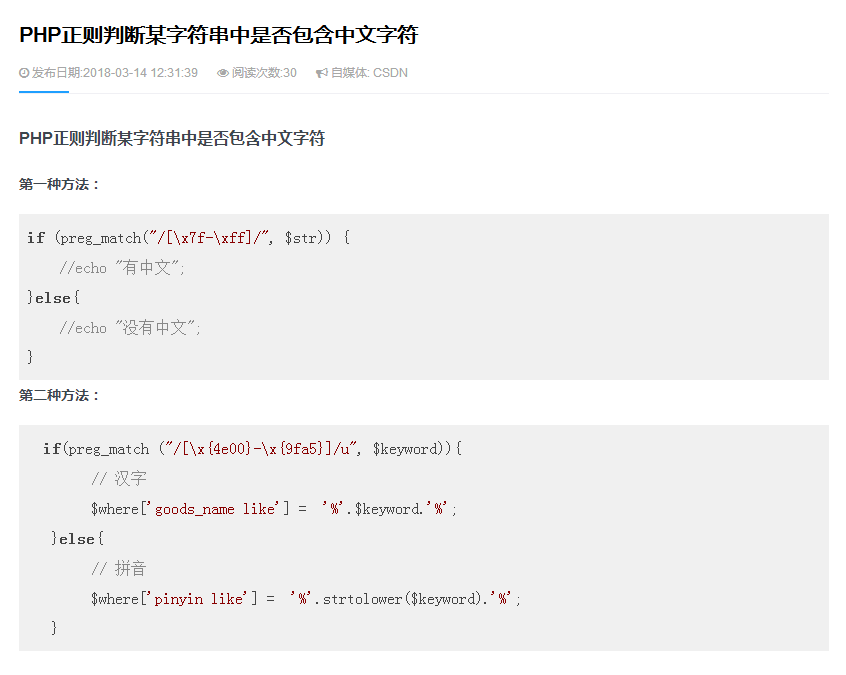 PHP正则判断某字符串中是否包含中文字符
发布日期:2018-03-14 12:31:39 阅读次数:30 自媒体: CSDN
PHP正则判断某字符串中是否包含中文字符
第一种方法：
if (preg_match("/[\x7f-\xff]/", $str)) {
//echo "有中文";
}else{
//echo "没有中文";
}
第二种方法：
if(preg_match ("/[\x{4e00}-\x{9fa5}]/u", $keyword)){
// 汉字
$where['goods_name like'] = '%'.$keyword.'%';
}else{
// 拼音
$where['pinyin like'] = '%'.strtolower($keyword).'%';
}